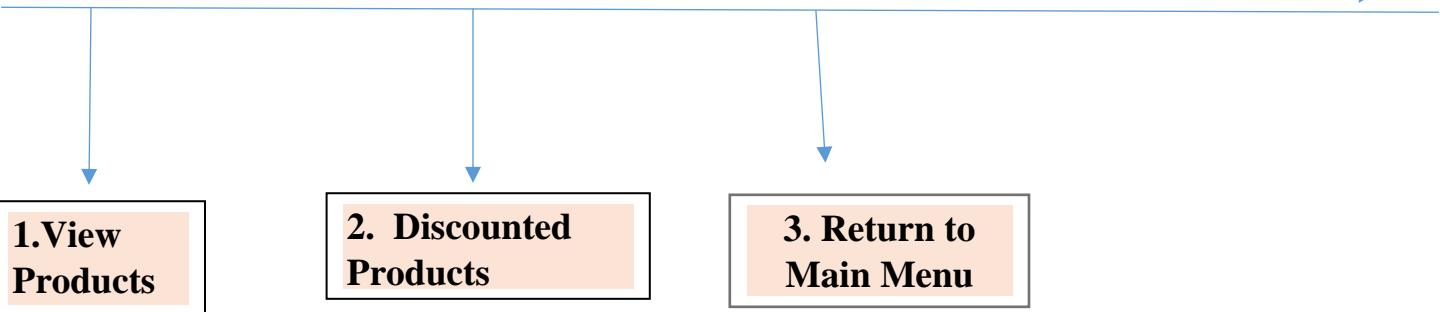 1.View
Products
2. Discounted
Products
3. Return to
Main Menu